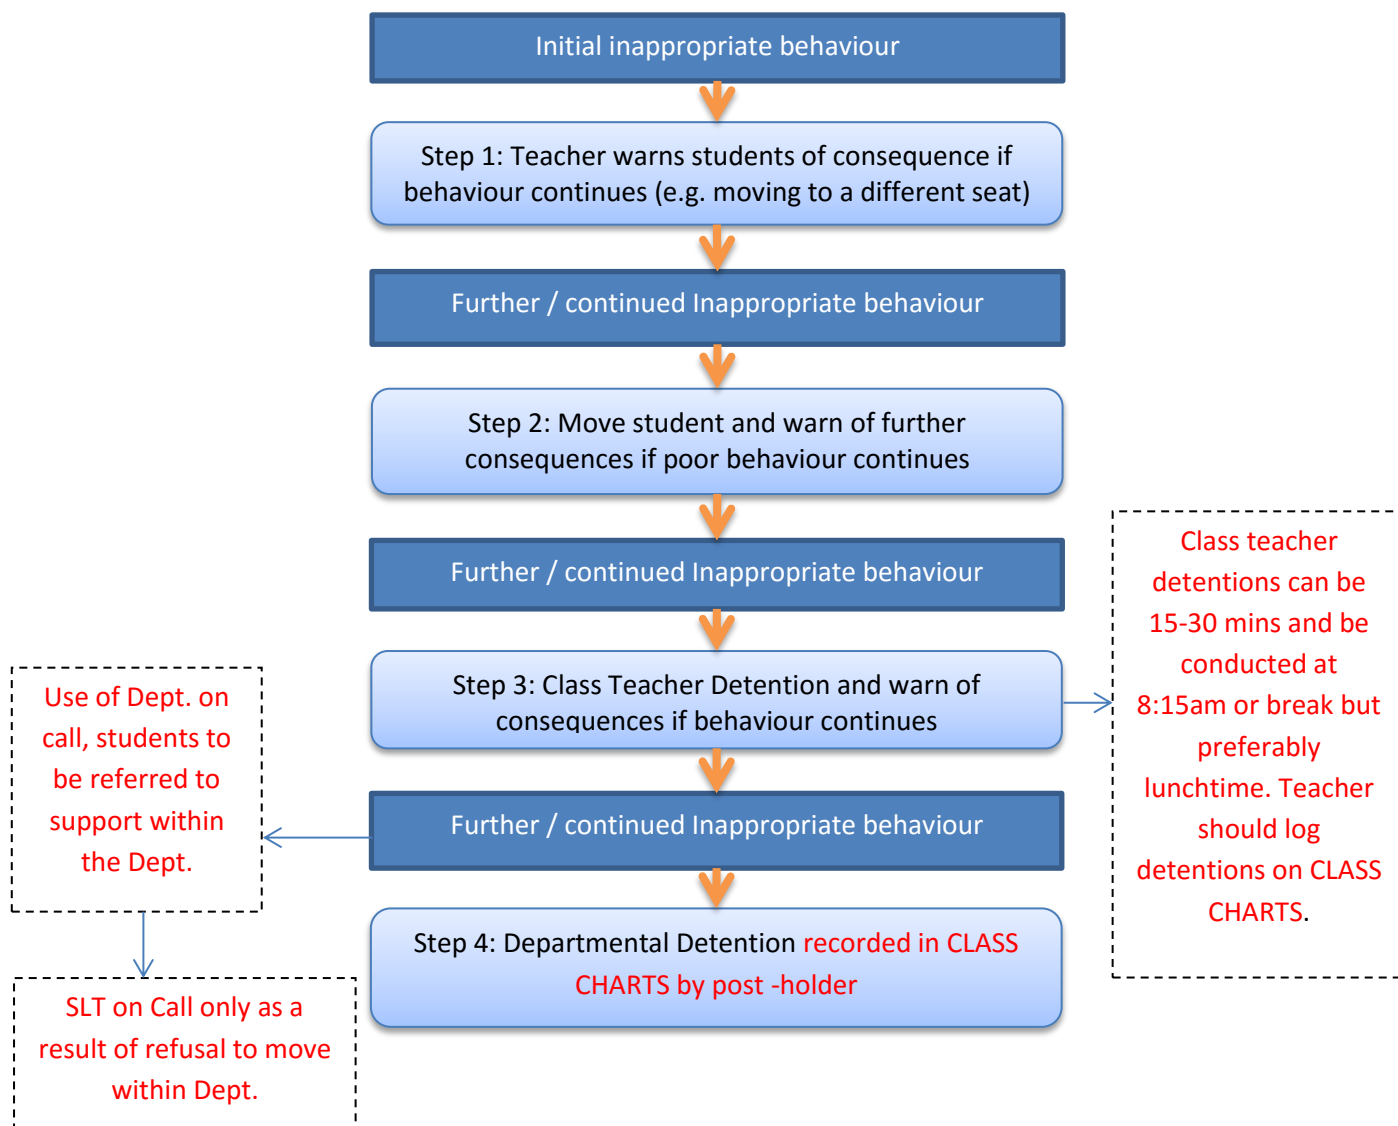 Initial inappropriate behaviour
Step 1: Teacher warns students of consequence if
behaviour continues (e.g. moving to a different seat)
Further / continued Inappropriate behaviour
Step 2: Move student and warn of further
consequences if poor behaviour continues
Further / continued Inappropriate behaviour
Step 3: Class Teacher Detention and warn of
consequences if behaviour continues
Class teacher
detentions can be
15-30 mins and be
conducted at
8:15am or break but
preferably
lunchtime. Teacher
should log
detentions on CLASS
CHARTS.
Further / continued Inappropriate behaviour
Use of Dept. on
call, students to
be referred to
support within
the Dept.
SLT on Call only as a
result of refusal to move
within Dept.
Step 4: Departmental Detention recorded in CLASS
CHARTS by post -holder